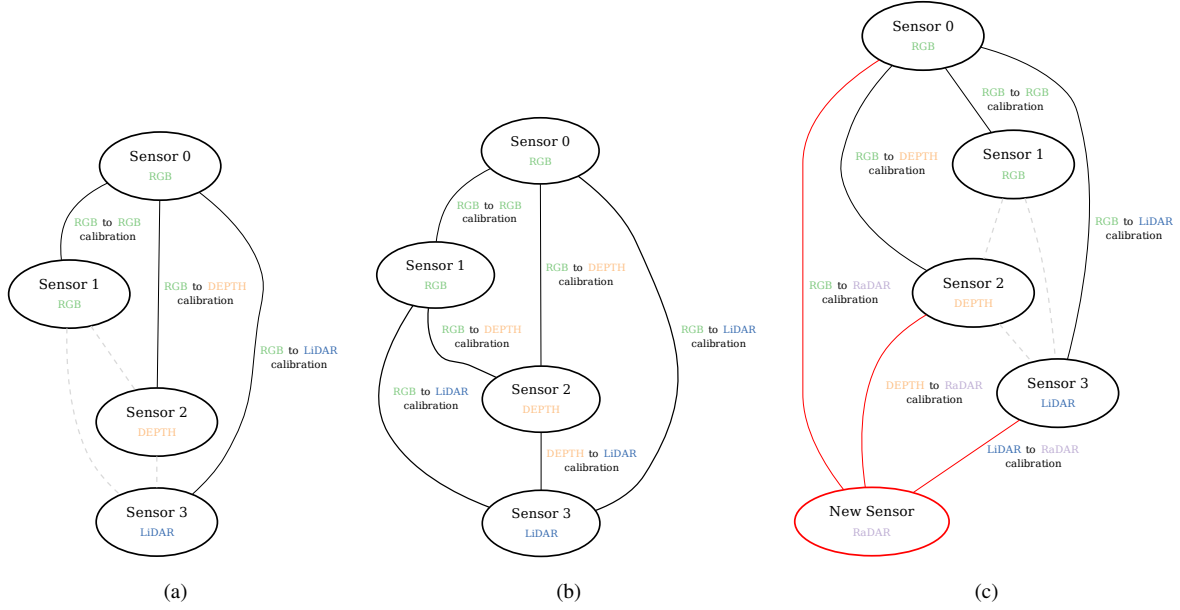 Sensor 0
RGB
RGB to RGB
calibration
Sensor 1
RGB
RGB to DEPTH
calibration
RGB to LiDAR
calibration
Sensor 2
DEPTH
Sensor 3
LiDAR
(a)
Sensor 0
RGB
RGB to RGB
calibration
Sensor 1
RGB
RGB to DEPTH
calibration
RGB to DEPTH
calibration
RGB to LiDAR
calibration
RGB to LiDAR
calibration
Sensor 2
DEPTH
DEPTH to LiDAR
calibration
Sensor 3
LiDAR
(b)
Sensor 0
RGB
RGB to RGB
calibration
RGB to DEPTH
calibration
Sensor 1
RGB
RGB to LiDAR
calibration
RGB to RaDAR
calibration
Sensor 2
DEPTH
DEPTH to RaDAR
calibration
Sensor 3
LiDAR
LiDAR to RaDAR
calibration
New Sensor
RaDAR
(c)